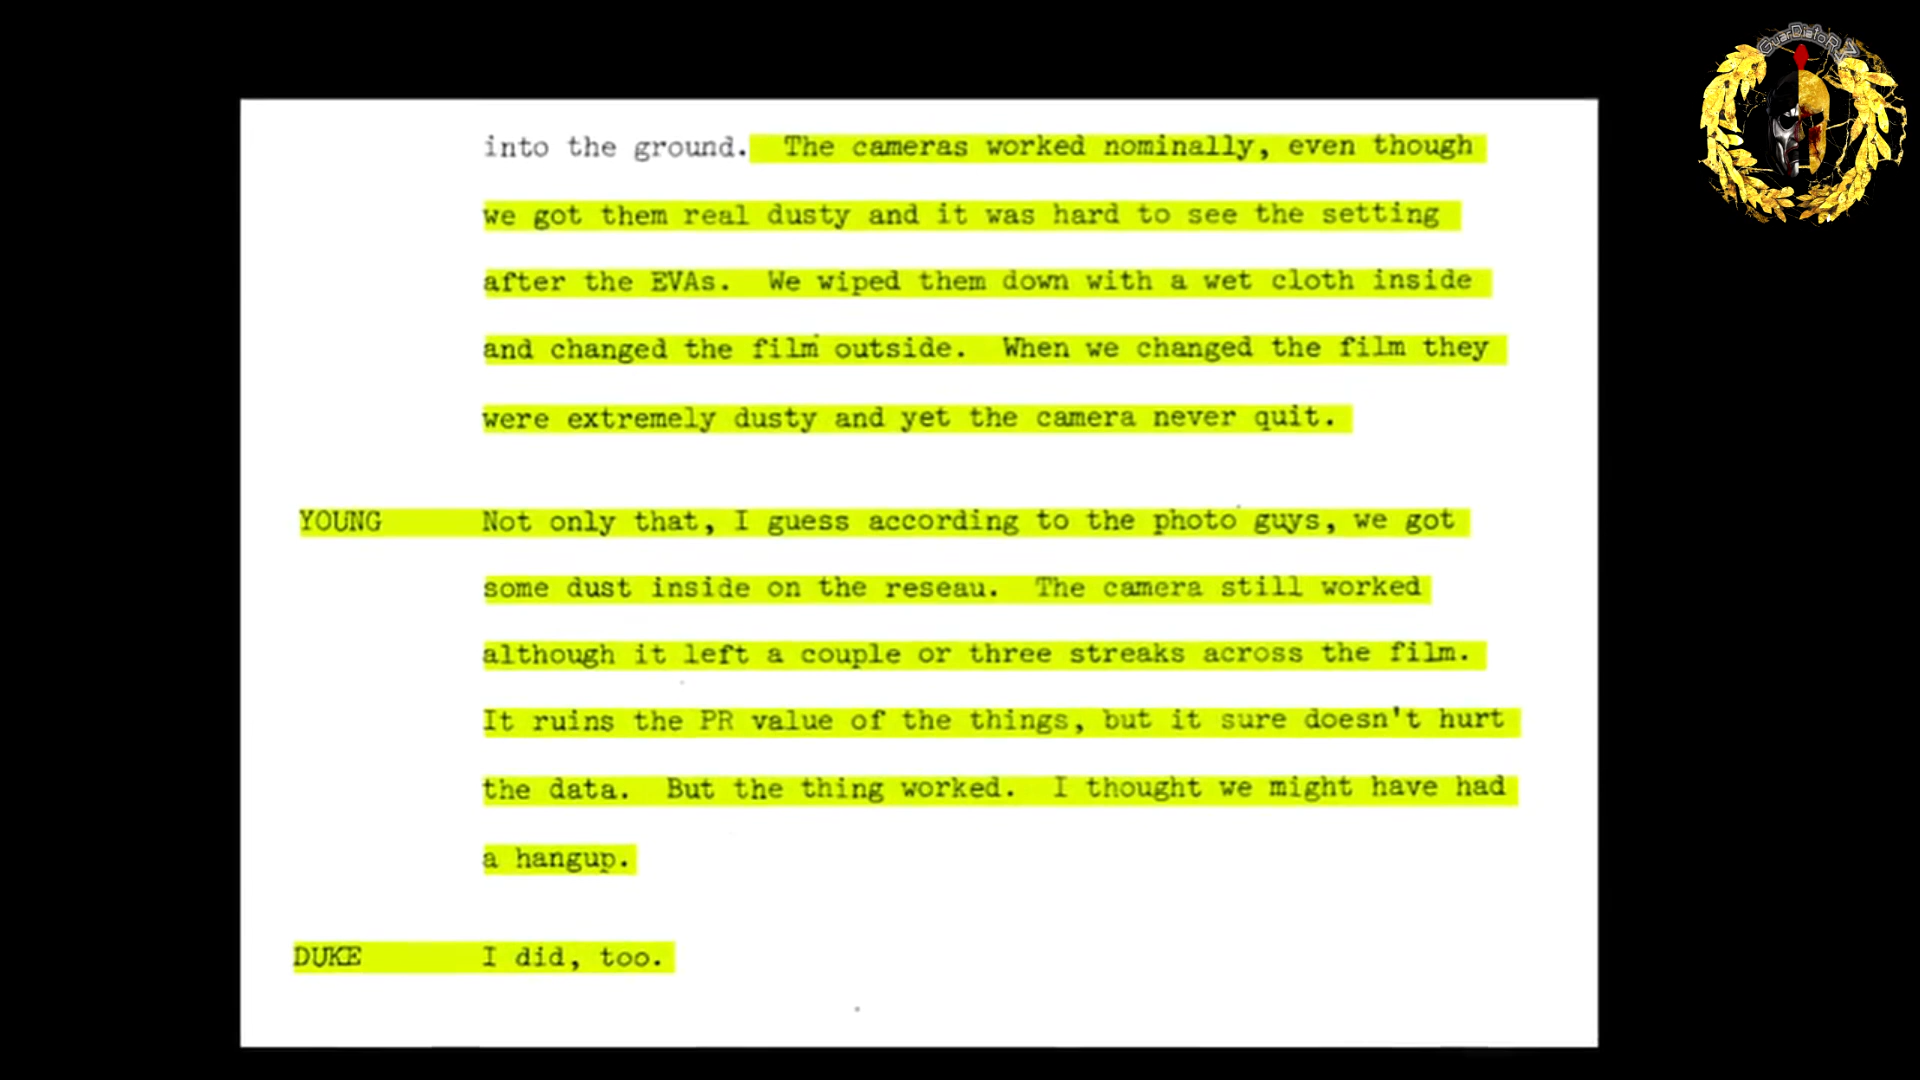 GuarDiaToR_Z
into the ground. The cameras worked nominally, even though
we got them real dusty and it was hard to see the setting
after the EVAs. We wiped them down with a wet cloth inside
and changed the film outside. When we changed the film they
were extremely dusty and yet the camera never quit.
YOUNG Not only that, I guess according to the photo guys, we got
some dust inside on the reseau. The camera still worked
although it left a couple or three streaks across the film.
It ruins the PR value of the things, but it sure doesn't hurt
the data. But the thing worked. I thought we might have had
a hangup.
DUKE I did, too.